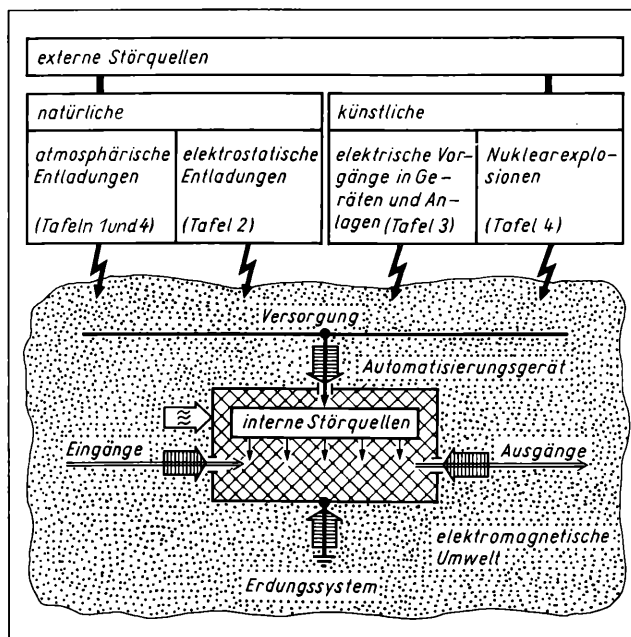 externe Störquellen
natürliche
künstliche
atmosphärische
Entladungen
(Tafeln 1 und 4)
elektrostatische
Entladungen
(Tafel 2)
elektrische Vor-
gänge in Ge-
räten und An-
lagen (Tafel 3)
Nuklearexplo-
sionen
(Tafel 4)
Versorgung
Automatisierungsgerät
interne Störquellen
Eingänge
Ausgänge
elektromagnetische
Umwelt
Erdungssystem